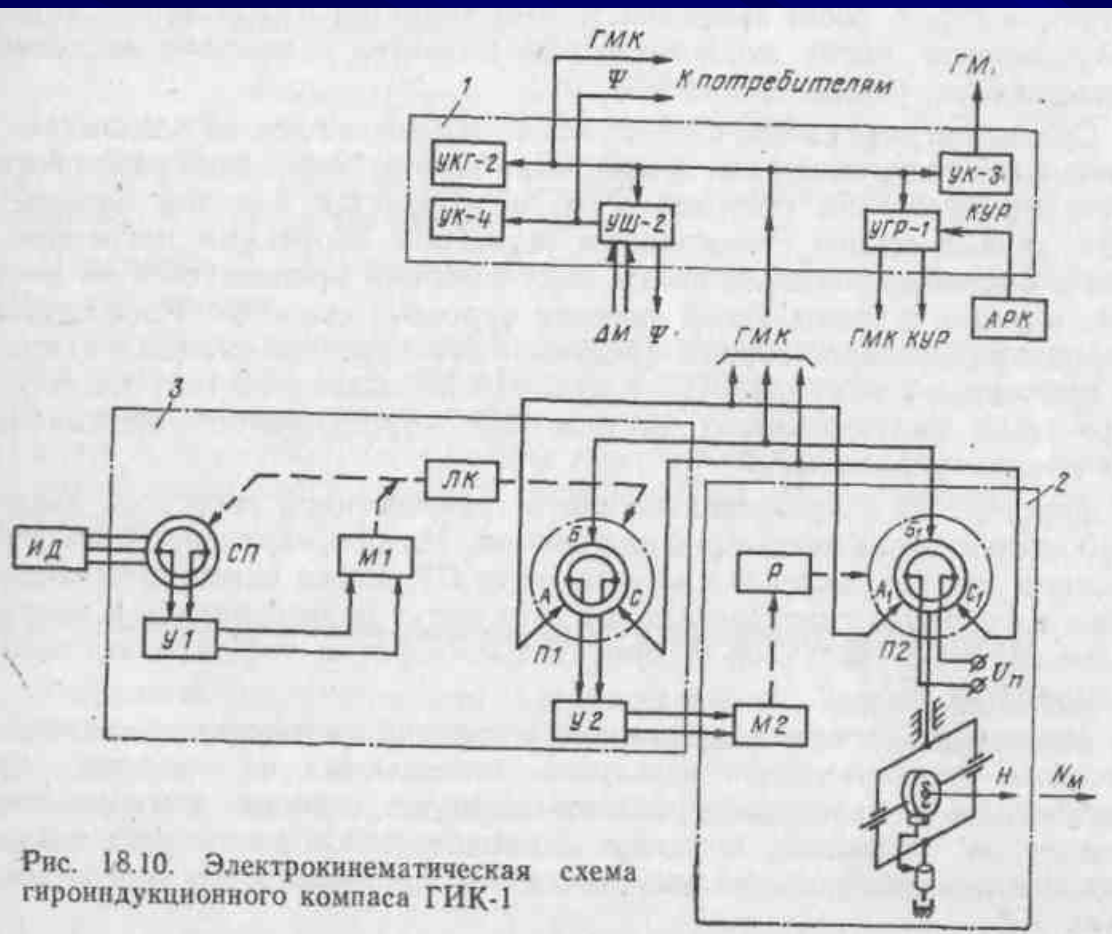 ГМК
Ψ К потребителям
ГМ
1
УКГ-2
УК-3
УК-4
УШ-2
УГР-1
КУР
АРК
ДМ Ψ ГМК ГМК КУР
3
2
ЛК
ИД
СП
М1
Б
А С
П1
Р
Б₁
А₁ С₁
П2
Uп
У1
У2
М2
H Nм
Рис. 18.10. Электрокинематическая схема
гироиндукционного компаса ГИК-1